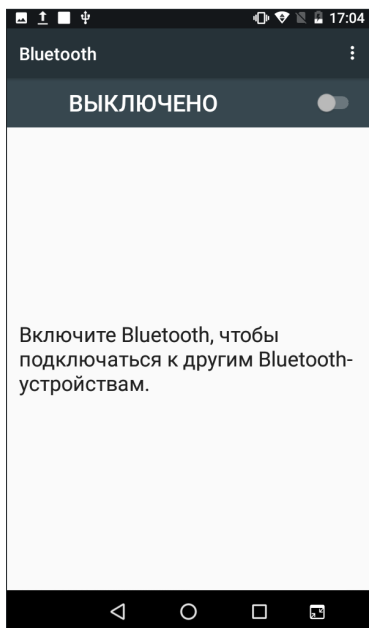 17:04
Bluetooth
ВЫКЛЮЧЕНО
Включите Bluetooth, чтобы
подключаться к другим Bluetooth-
устройствам.